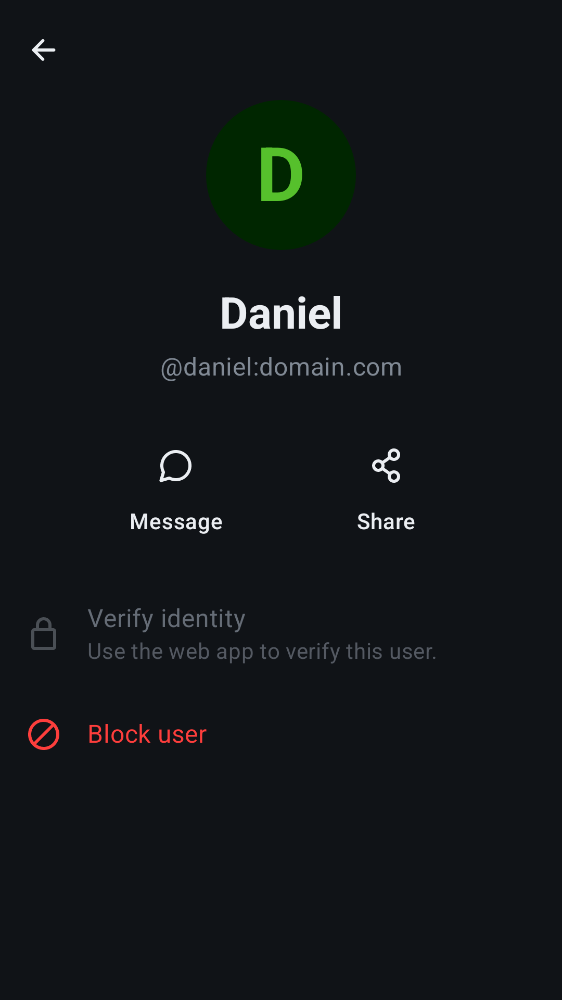 D
Daniel
@daniel:domain.com
Message
Share
Verify identity
Use the web app to verify this user.
Block user